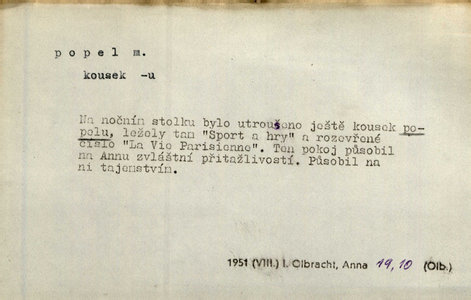 popel m.
kousek -u
Na nočním stolku bylo utroušeno ještě kousek po-
pelu, ležely tam "Sport a hry" a rozevřené
číslo "La Vie Parisienne". Ten pokoj působil
na Annu zvláštní přitažlivostí. Působil na
ni tajemstvím.
1951 (VIII.) I. Olbracht, Anna 19,10 (Olb.)